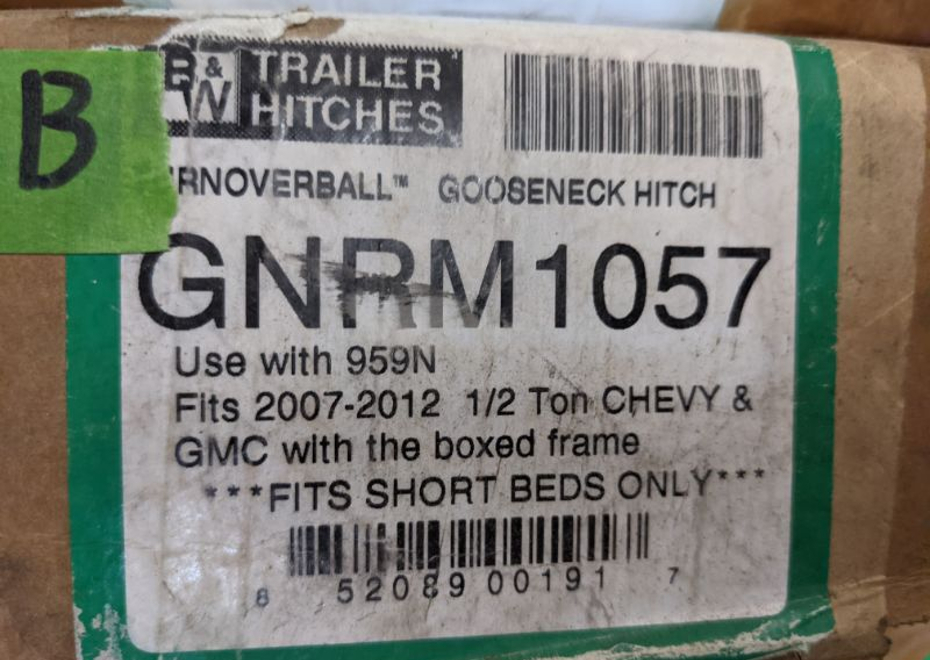 B
B&W TRAILER
HITCHES
RNOVERBALL™ GOOSENECK HITCH
GNRM1057
Use with 959N
Fits 2007-2012 1/2 Ton CHEVY &
GMC with the boxed frame
***FITS SHORT BEDS ONLY***
8 52089 00191 7